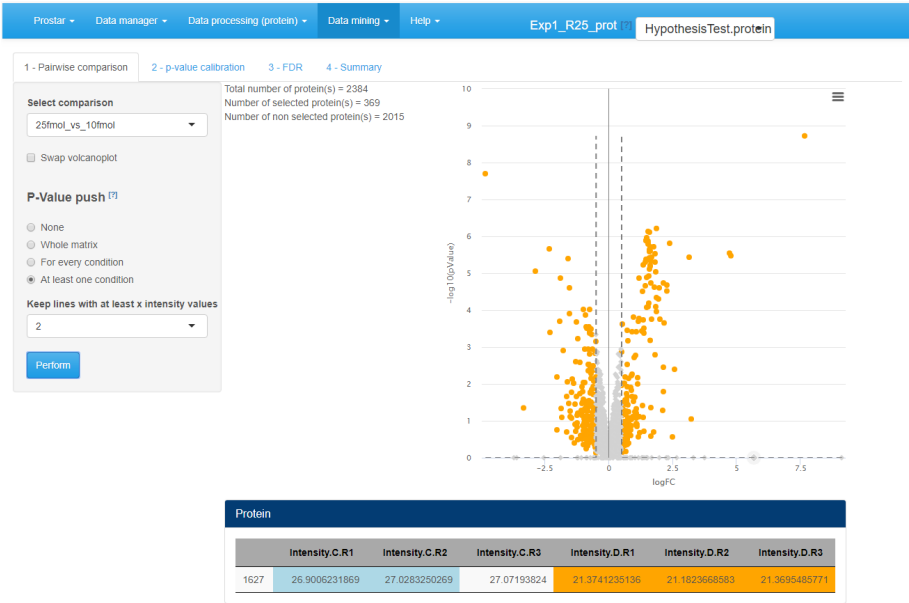 Prostar Data manager Data processing (protein) Data mining Help Exp1_R25_prot [?] HypothesisTest.protein
1 - Pairwise comparison 2 - p-value calibration 3 - FDR 4 - Summary
Select comparison
25fmol_vs_10fmol
Swap volcanoplot
P-Value push [?]
None
Whole matrix
For every condition
At least one condition
Keep lines with at least x intensity values
2
Perform
Total number of protein(s) = 2384
Number of selected protein(s) = 369
Number of non selected protein(s) = 2015
10
9
8
7
6
5
4
3
2
1
0
-log10(pValue)
-2.5 0 2.5 5 7.5
logFC
Protein
Intensity.C.R1 Intensity.C.R2 Intensity.C.R3 Intensity.D.R1 Intensity.D.R2 Intensity.D.R3
1627 26.9006231869 27.0283250269 27.07193824 21.3741235136 21.1823668583 21.3695485771